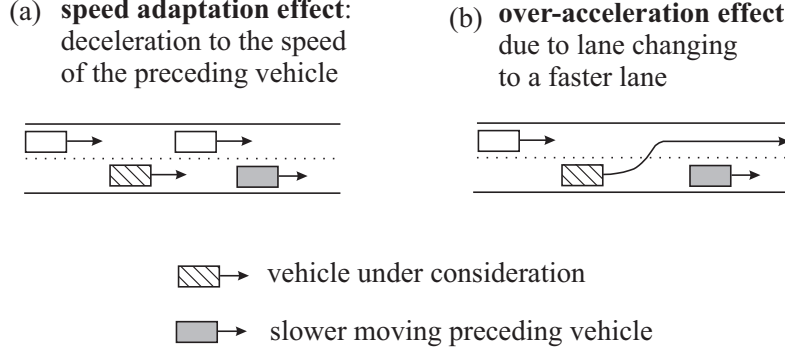 (a) speed adaptation effect:
deceleration to the speed
of the preceding vehicle
(b) over-acceleration effect
due to lane changing
to a faster lane
vehicle under consideration
slower moving preceding vehicle